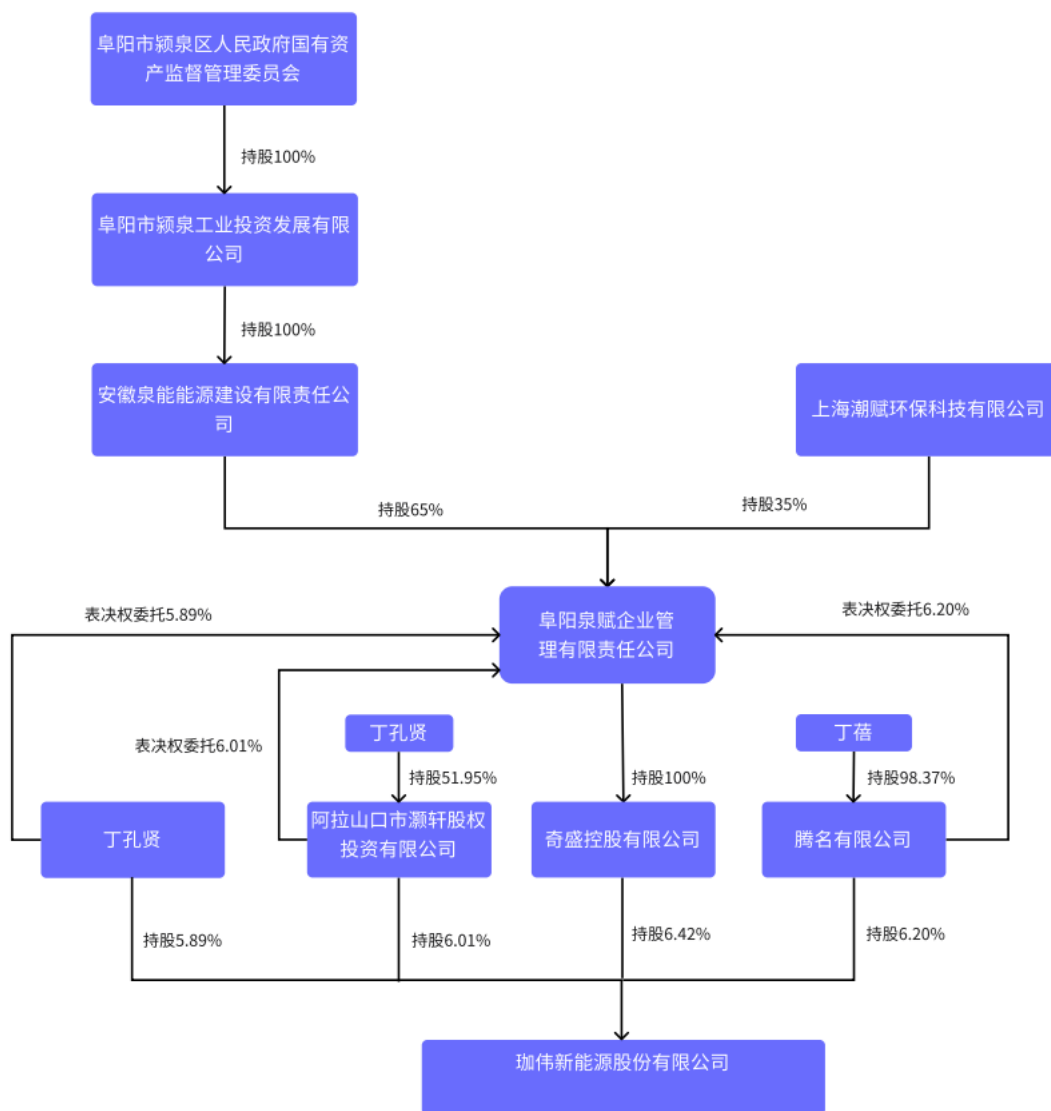 阜阳市颍泉区人民政府国有资
产监督管理委员会
持股100%
阜阳市颍泉工业投资发展有限
公司
持股100%
安徽泉能能源建设有限责任公
司
上海潮赋环保科技有限公司
持股65%
持股35%
表决权委托5.89%
阜阳泉赋企业管
理有限责任公司
表决权委托6.20%
表决权委托6.01%
丁孔贤
丁蓓
持股51.95%
持股100%
持股98.37%
丁孔贤
阿拉山口市灏轩股权
投资有限公司
奇盛控股有限公司
腾名有限公司
持股5.89%
持股6.01%
持股6.42%
持股6.20%
珈伟新能源股份有限公司